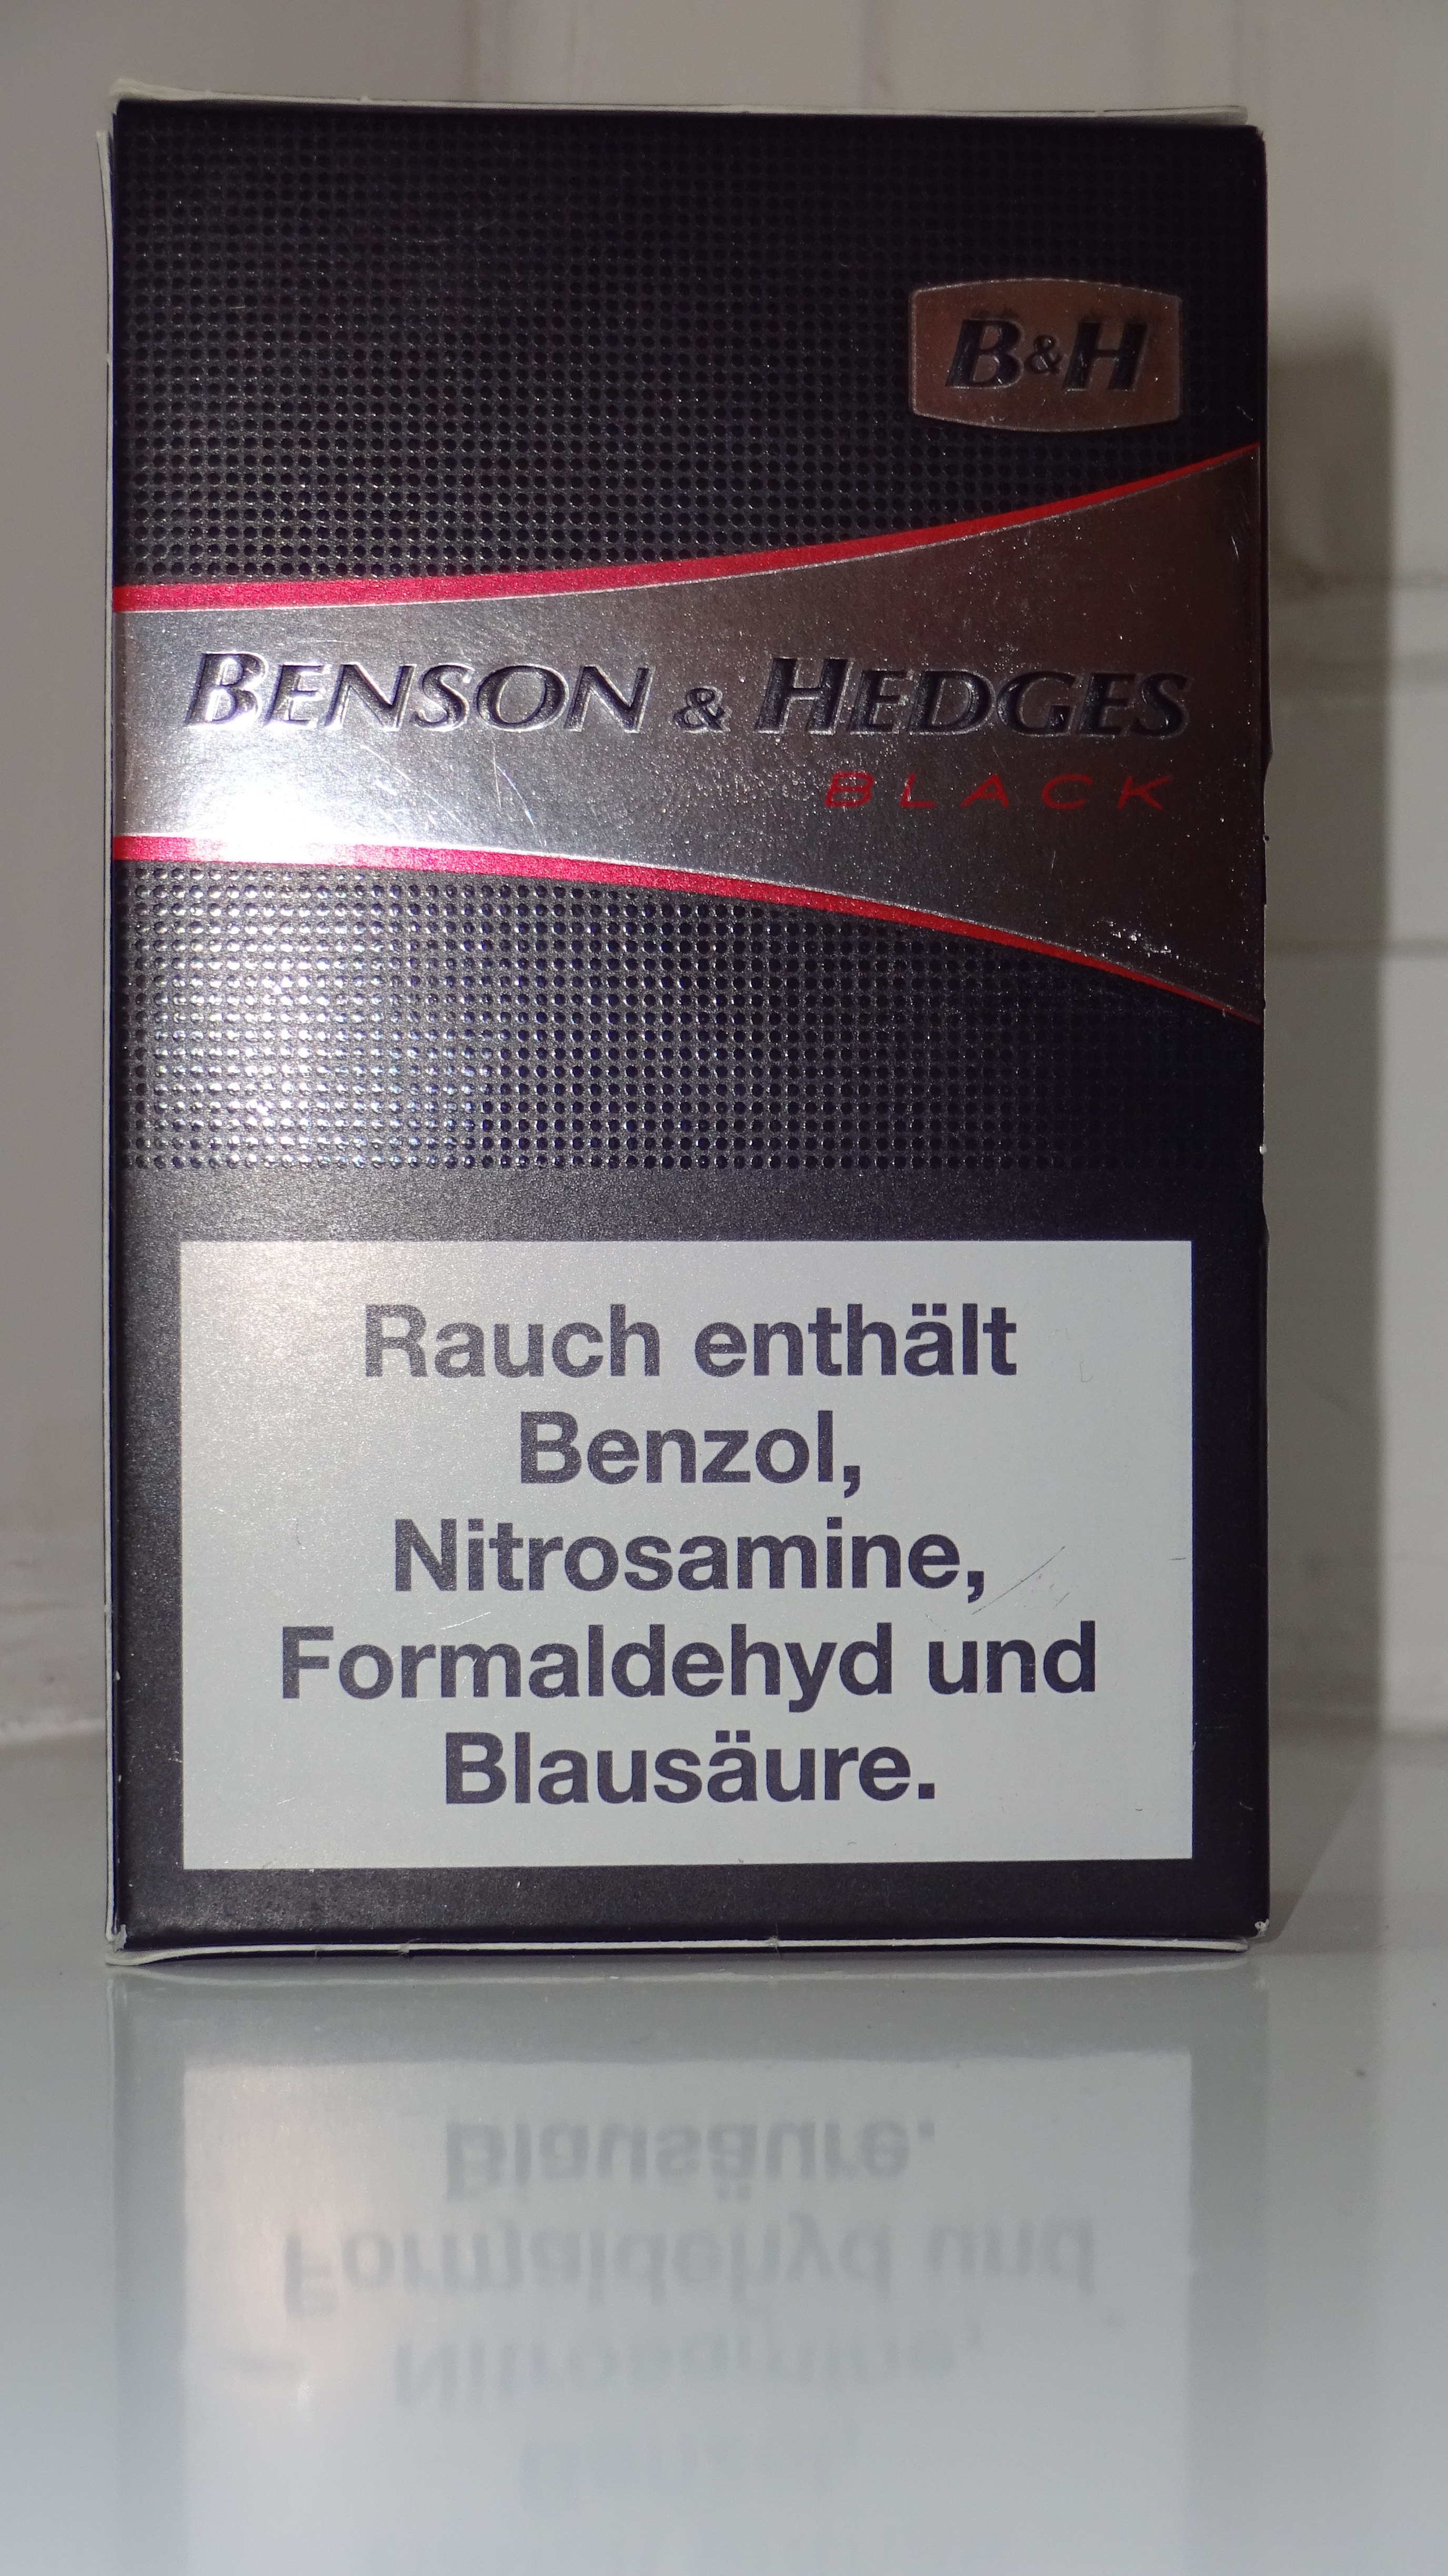 B&H
BENSON & HEDGES
BLACK
Rauch enthält
Benzol,
Nitrosamine,
Formaldehyd und
Blausäure.